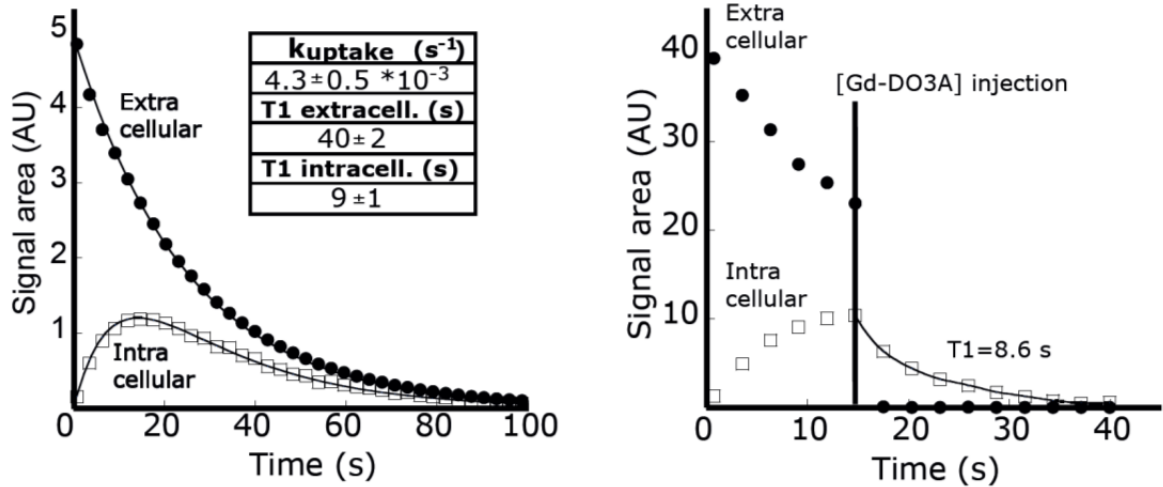 Signal area (AU)
5
4
3
2
1
0
20
40
60
80
100
Time (s)
Extra
cellular
Intra
cellular
kuptake (s-1)
4.3±0.5 *10-3
T1 extracell. (s)
40±2
T1 intracell. (s)
9±1
Signal area (AU)
40
30
20
10
0
10
20
30
40
Time (s)
Extra
cellular
[Gd-DO3A] injection
Intra
cellular
T1=8.6 s